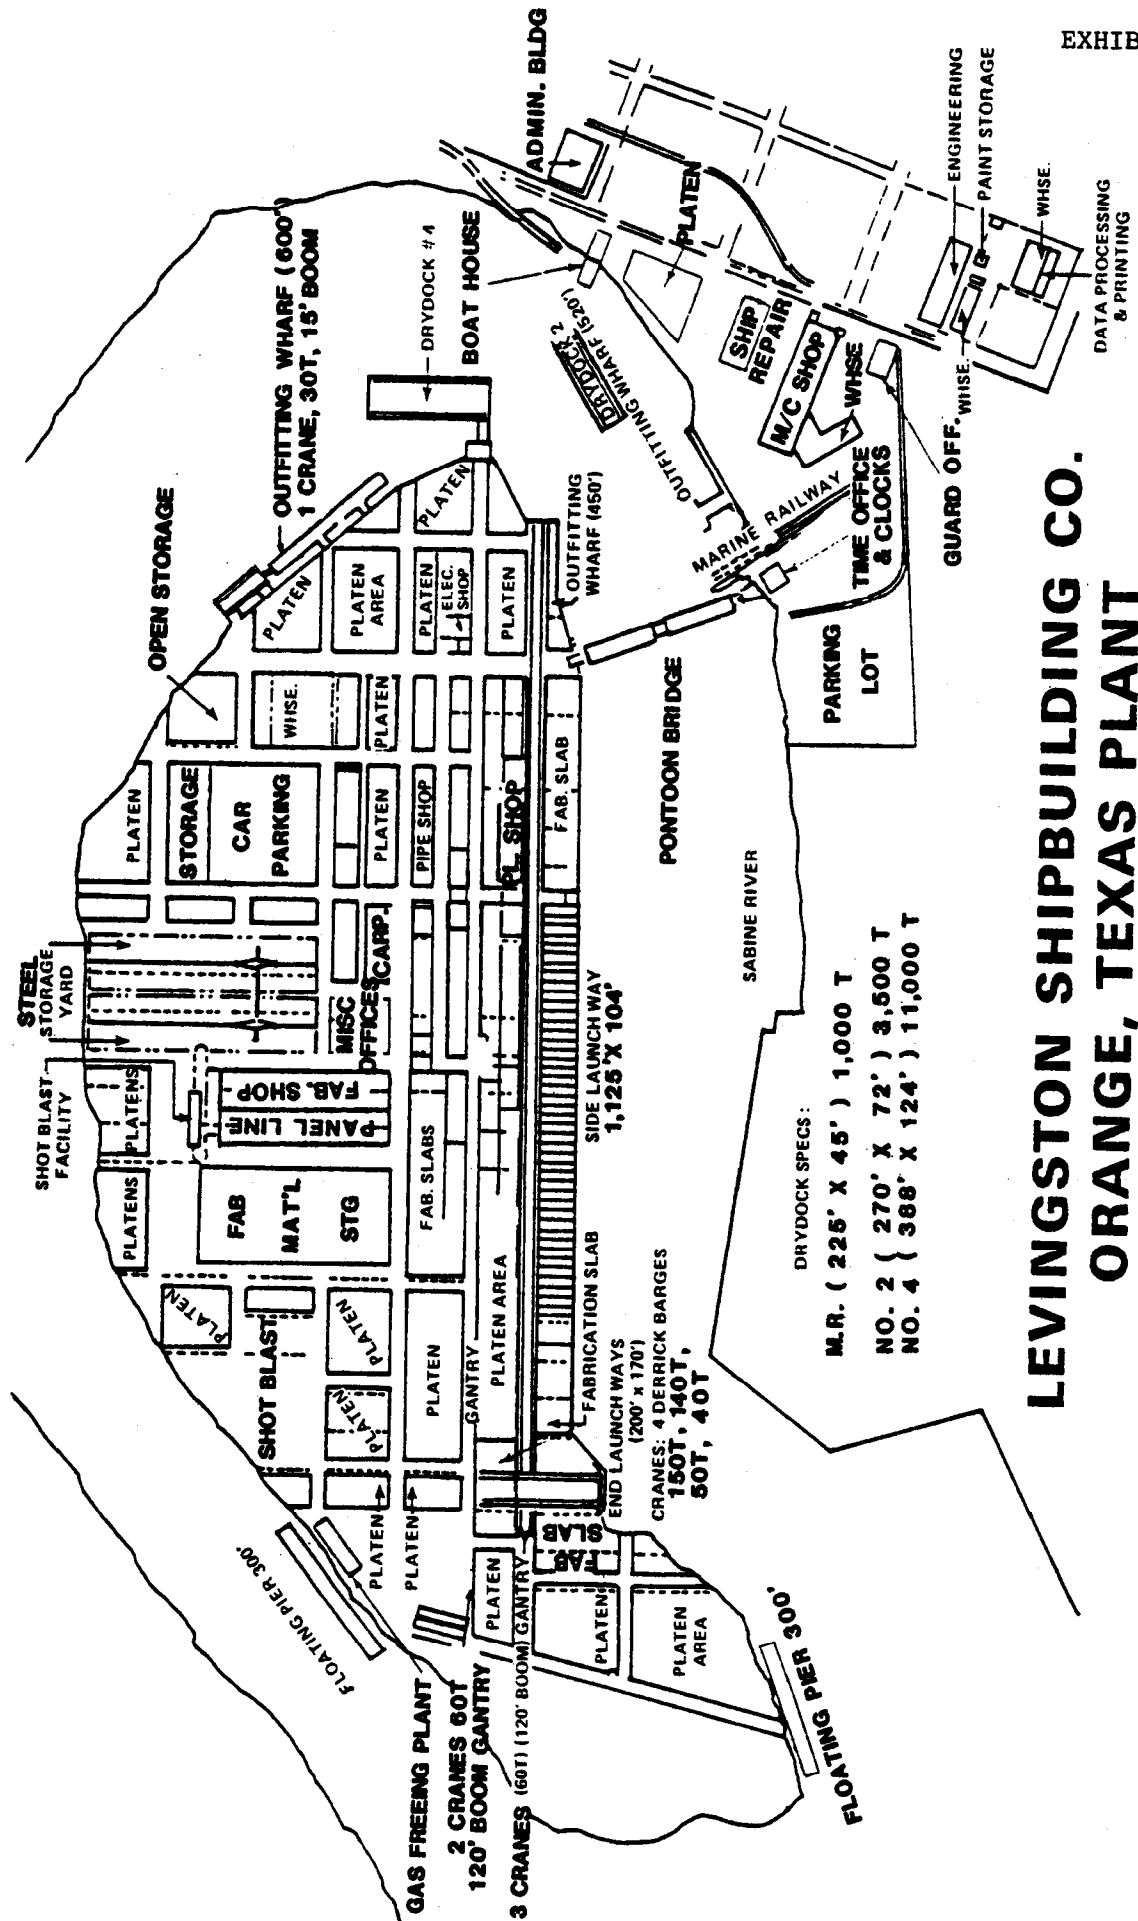 EXHIB
ADMIN. BLDG
OUTFITTING WHARF (600')
1 CRANE, 30T, 15' BOOM
DRYDOCK #4
BOAT HOUSE
OPEN STORAGE
PLATEN
PLATEN
AREA
PLATEN
ELEC.
SHOP
PLATEN
PLATEN
OUTFITTING
WHARF (450')
DRYDOCK 2
OUTFITTING WHARF (520')
PLATEN
SHIP
REPAIR
M/C SHOP
WHSE
ENGINEERING
PAINT STORAGE
WHSE.
WHSE.
DATA PROCESSING
& PRINTING
GUARD OFF.
TIME OFFICE
& CLOCKS
MARINE RAILWAY
PARKING
LOT
PONTOON BRIDGE
SABINE RIVER
WHSE.
PLATEN
PLATEN
STORAGE
CAR
PARKING
PLATEN
PIPE SHOP
PL. SHOP
FAB. SLAB
STEEL
STORAGE
YARD
SHOT BLAST
FACILITY
MISC
OFFICES
CARP.
PLATENS
PLATENS
FAB. SHOP
PANEL LINE
FAB
MAT'L
STG
FAB. SLABS
SIDE LAUNCH WAY
1,125' X 104'
PLATEN
SHOT BLAST
PLATEN
PLATEN
PLATEN
GANTRY
PLATEN AREA
FABRICATION SLAB
END LAUNCH WAYS
(200' x 170')
CRANES: 4 DERRICK BARGES
150T, 140T,
50T, 40T
FLOATING PIER 300'
PLATEN
PLATEN
PLATEN
FAB
SLAB
PLATEN
PLATEN
AREA
FLOATING PIER 300'
GAS FREEING PLANT
2 CRANES 60T
120' BOOM GANTRY
3 CRANES (60T) (120' BOOM) GANTRY
DRYDOCK SPECS:
M.R. ( 225' X 45' ) 1,000 T
NO. 2 ( 270' X 72' ) 3,500 T
NO. 4 ( 388' X 124' ) 11,000 T
LEVINGSTON SHIPBUILDING CO.
ORANGE, TEXAS PLANT